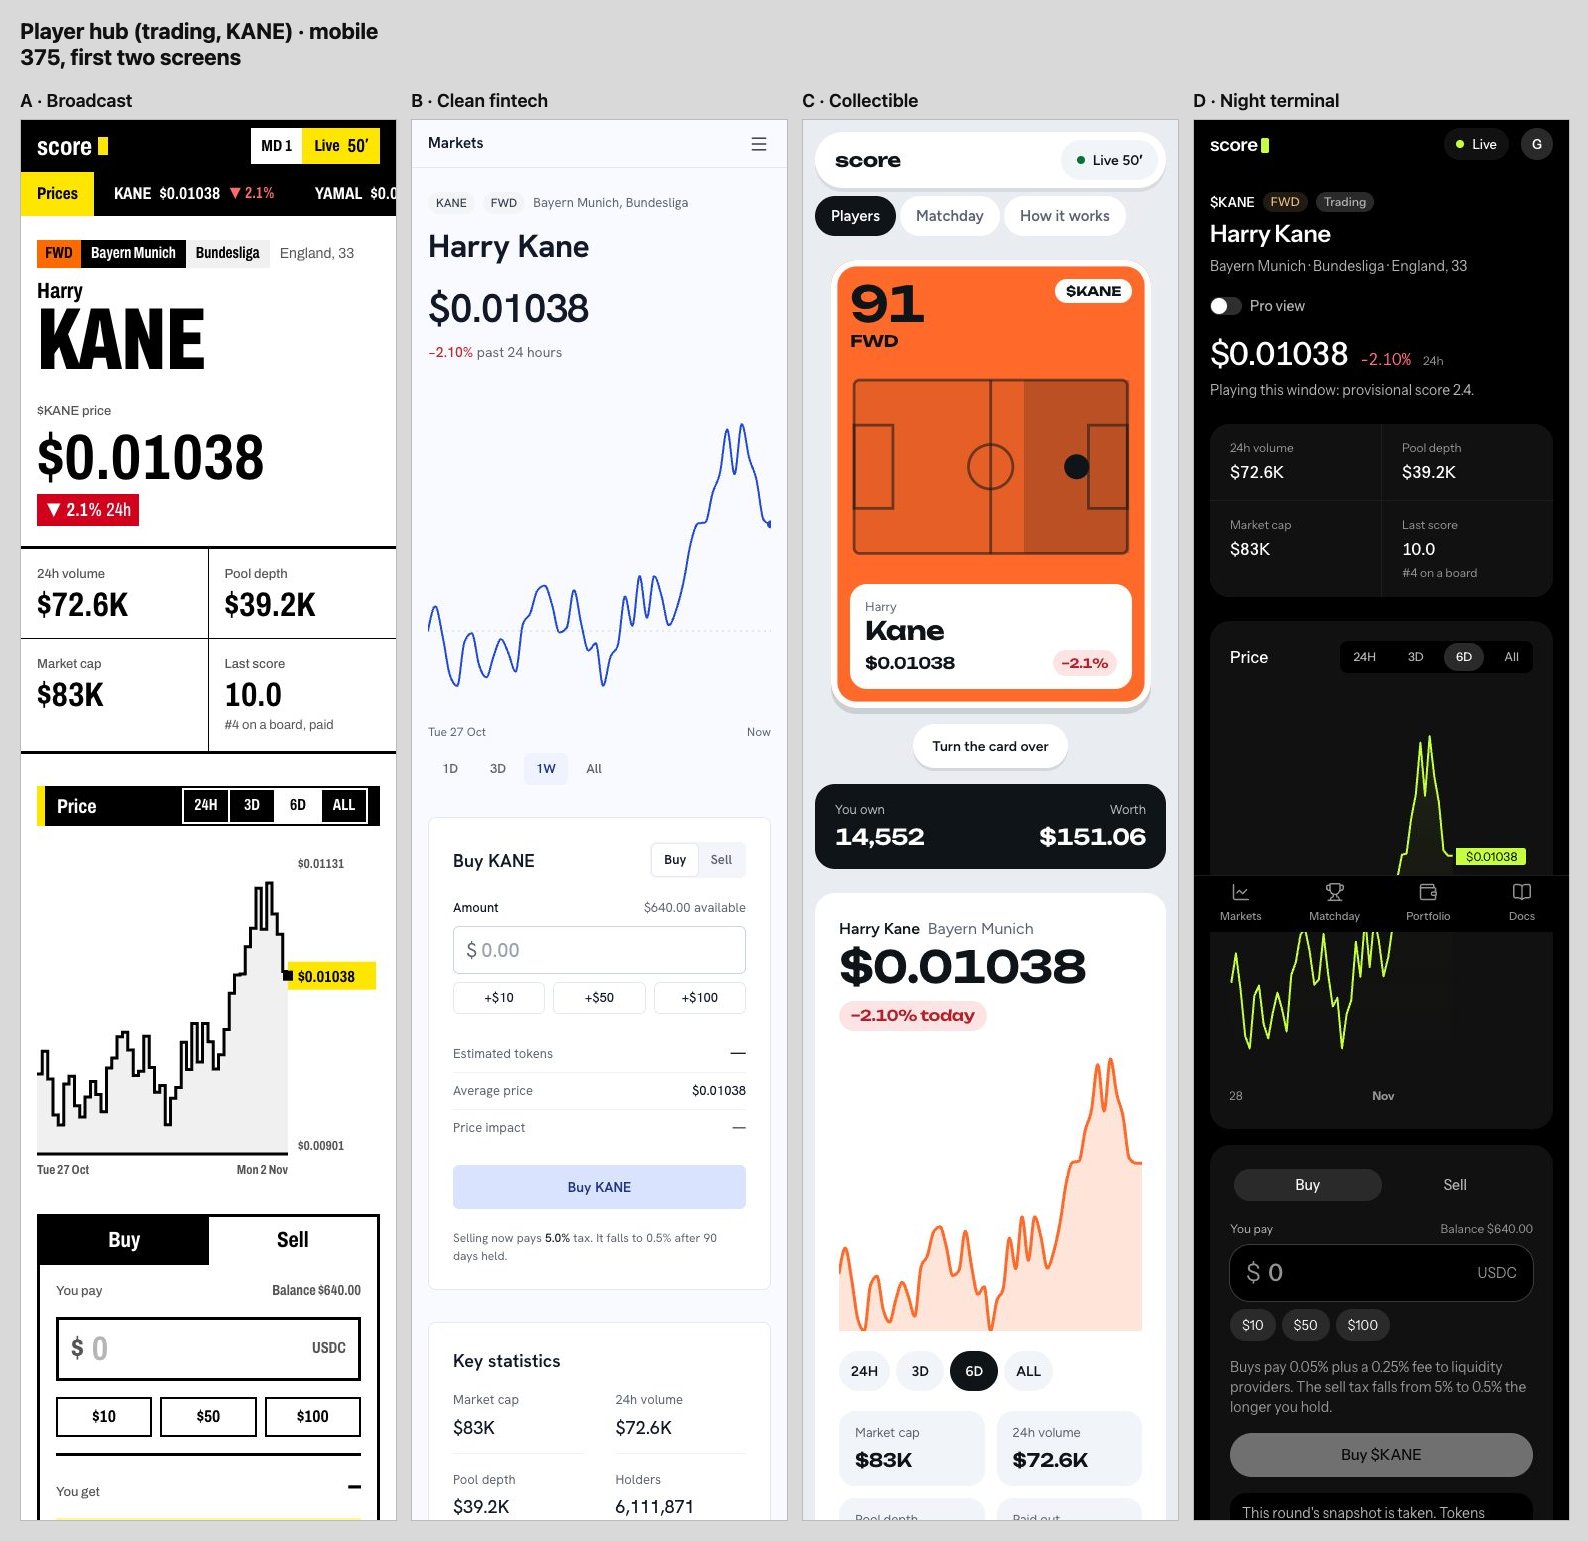 Player hub (trading, KANE) · mobile
375, first two screens
A · Broadcast
score
MD 1
Live 50′
Prices
KANE $0.01038 ▼ 2.1%
YAMAL $0.0
FWD
Bayern Munich
Bundesliga
England, 33
Harry
KANE
$KANE price
$0.01038
▼ 2.1% 24h
24h volume
$72.6K
Pool depth
$39.2K
Market cap
$83K
Last score
10.0
#4 on a board, paid
Price
24H
3D
6D
ALL
$0.01131
$0.01038
$0.00901
Tue 27 Oct
Mon 2 Nov
Buy
Sell
You pay
Balance $640.00
$ 0
USDC
$10
$50
$100
You get
–
B · Clean fintech
Markets
KANE
FWD
Bayern Munich, Bundesliga
Harry Kane
$0.01038
−2.10% past 24 hours
Tue 27 Oct
Now
1D
3D
1W
All
Buy KANE
Buy
Sell
Amount
$640.00 available
$ 0.00
+$10
+$50
+$100
Estimated tokens
—
Average price
$0.01038
Price impact
—
Buy KANE
Selling now pays 5.0% tax. It falls to 0.5% after 90
days held.
Key statistics
Market cap
$83K
24h volume
$72.6K
Pool depth
$39.2K
Holders
6,111,871
C · Collectible
score
Live 50′
Players
Matchday
How it works
91
FWD
$KANE
Harry
Kane
$0.01038
−2.1%
Turn the card over
You own
14,552
Worth
$151.06
Harry Kane Bayern Munich
$0.01038
−2.10% today
24H
3D
6D
ALL
Market cap
$83K
24h volume
$72.6K
Pool depth
Paid out
D · Night terminal
score
Live
G
$KANE
FWD
Trading
Harry Kane
Bayern Munich · Bundesliga · England, 33
Pro view
$0.01038 −2.10% 24h
Playing this window: provisional score 2.4.
24h volume
$72.6K
Pool depth
$39.2K
Market cap
$83K
Last score
10.0
#4 on a board
Price
24H
3D
6D
All
$0.01038
Markets
Matchday
Portfolio
Docs
28
Nov
Buy
Sell
You pay
Balance $640.00
$ 0
USDC
$10
$50
$100
Buys pay 0.05% plus a 0.25% fee to liquidity
providers. The sell tax falls from 5% to 0.5% the
longer you hold.
Buy $KANE
This round's snapshot is taken. Tokens